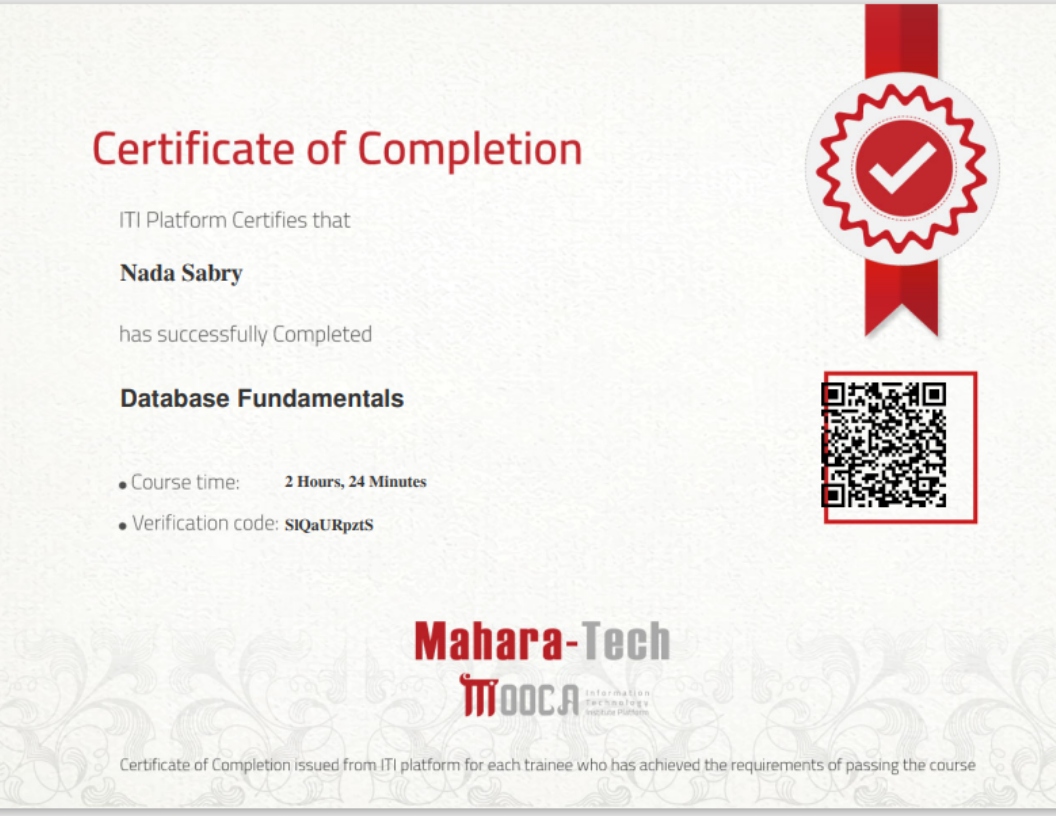 Certificate of Completion
ITI Platform Certifies that
Nada Sabry
has successfully Completed
Database Fundamentals
• Course time: 2 Hours, 24 Minutes
• Verification code: SlQaURpztS
Mahara-Tech
MOOCA
Information
Technology
Institute Platform
Certificate of Completion issued from ITI platform for each trainee who has achieved the requirements of passing the course